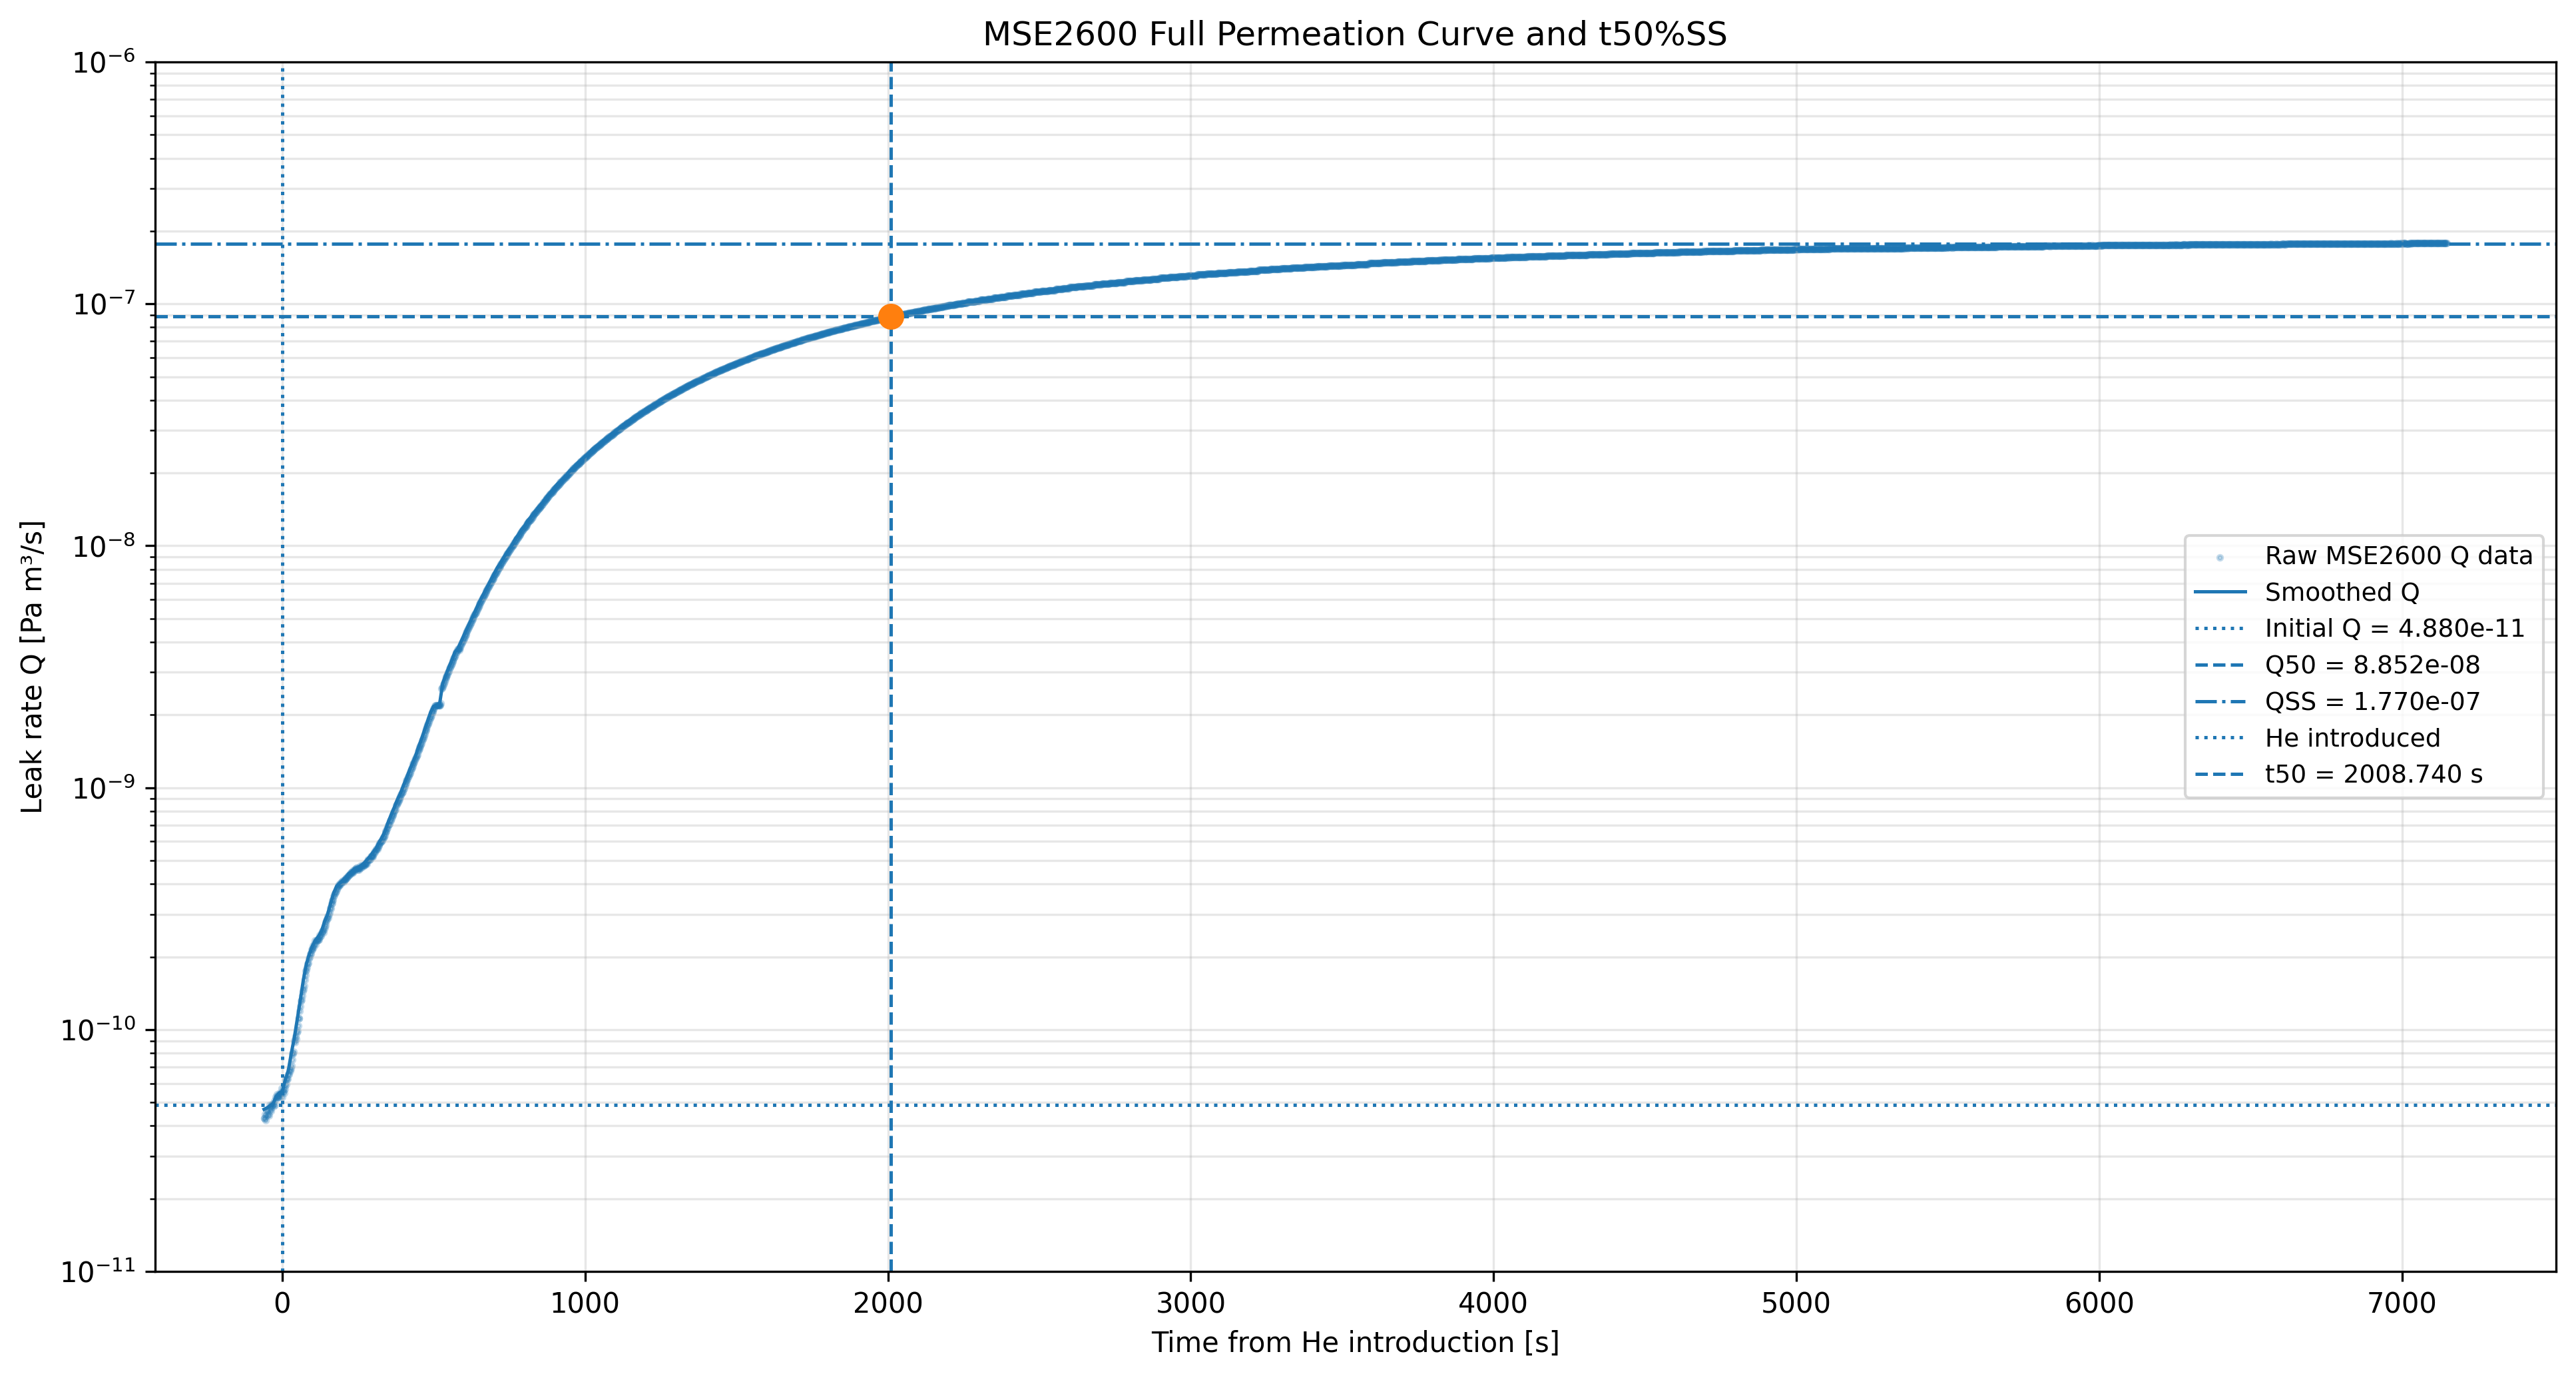 MSE2600 Full Permeation Curve and t50%SS
Leak rate Q [Pa m³/s]
10⁻⁶
10⁻⁷
10⁻⁸
10⁻⁹
10⁻¹⁰
10⁻¹¹
Raw MSE2600 Q data
Smoothed Q
Initial Q = 4.880e-11
Q50 = 8.852e-08
QSS = 1.770e-07
He introduced
t50 = 2008.740 s
0 1000 2000 3000 4000 5000 6000 7000
Time from He introduction [s]